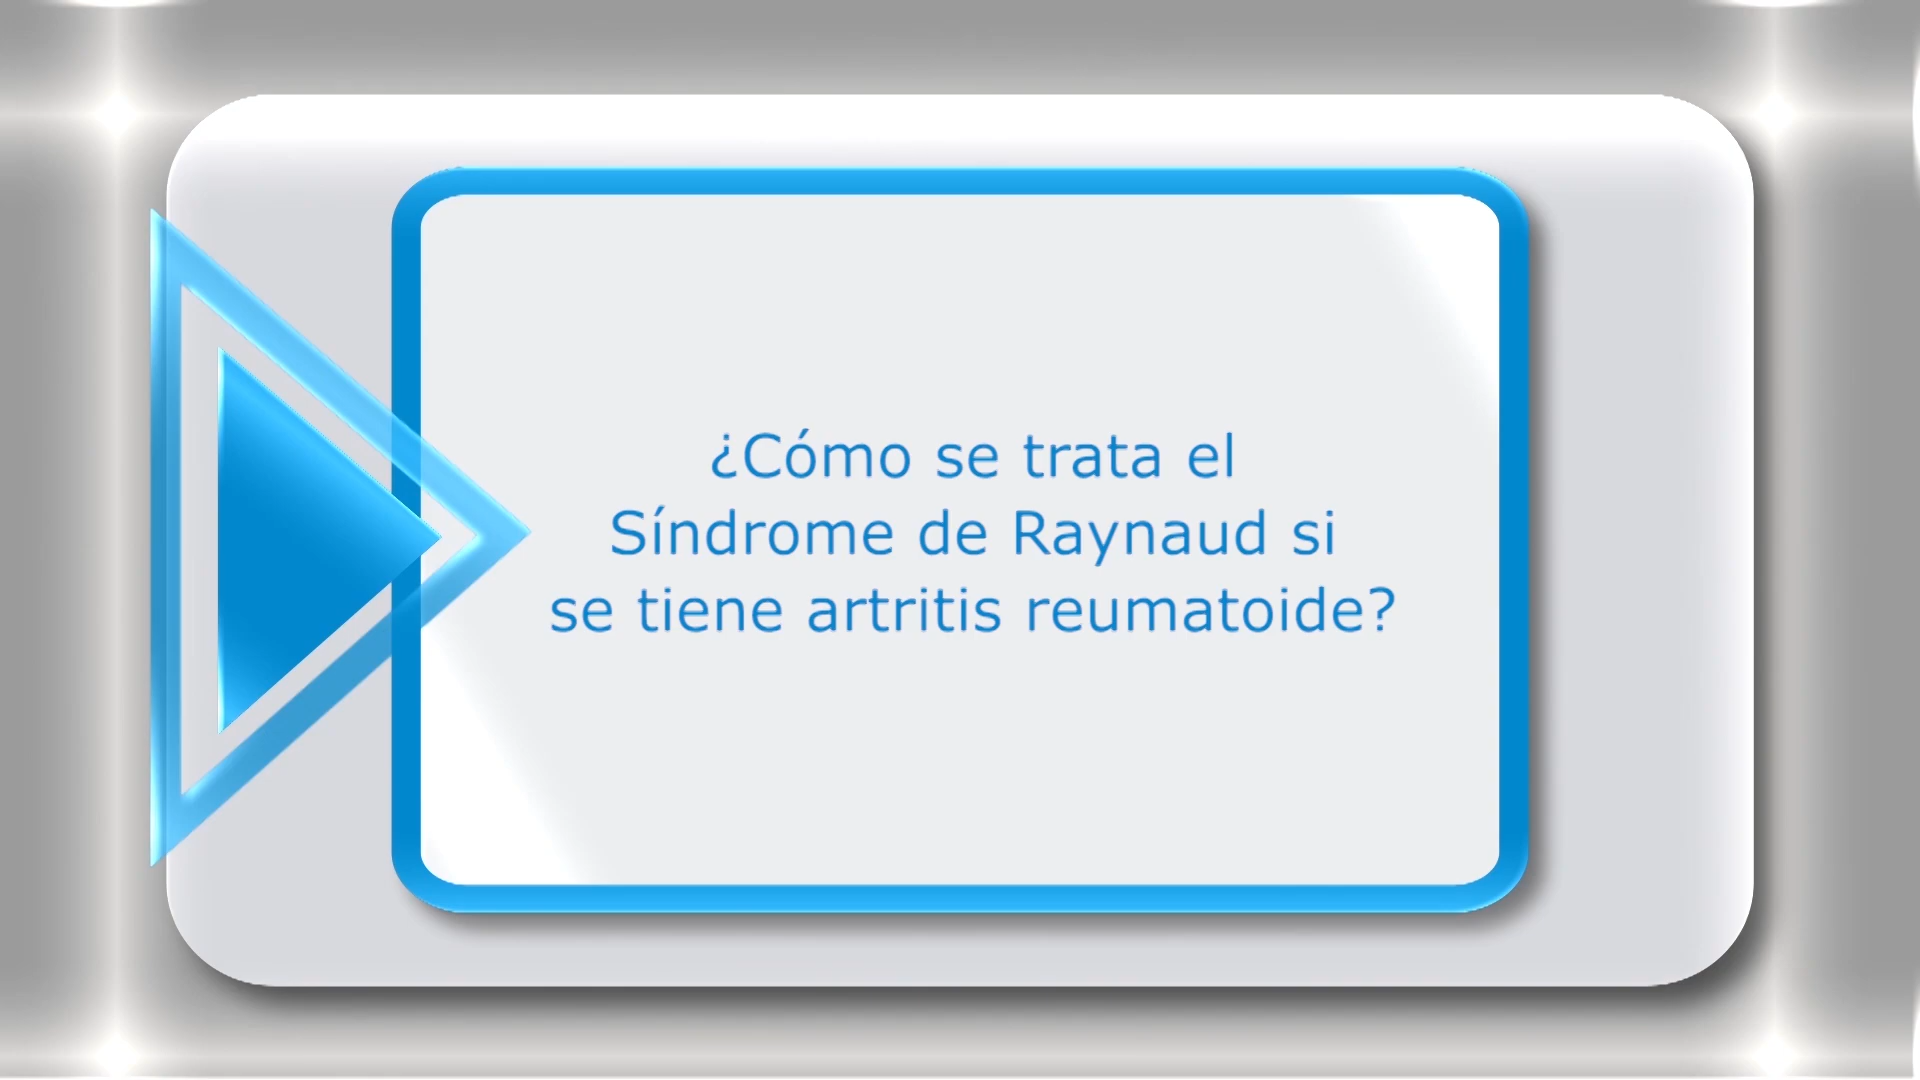 ¿Cómo se trata el
Síndrome de Raynaud si
se tiene artritis reumatoide?